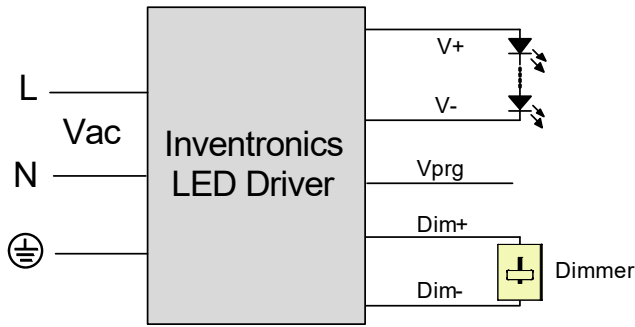 L
Vac
N
Inventronics
LED Driver
V+
V-
Vprg
Dim+
Dim-
Dimmer